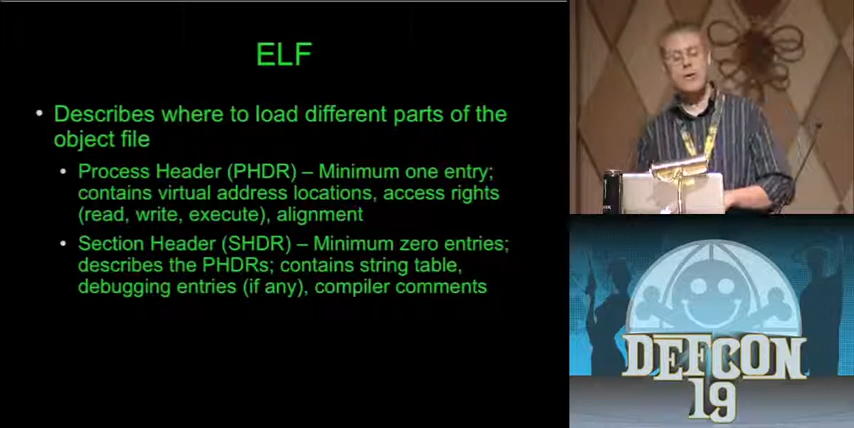 ELF
• Describes where to load different parts of the
object file
• Process Header (PHDR) – Minimum one entry;
contains virtual address locations, access rights
(read, write, execute), alignment
• Section Header (SHDR) – Minimum zero entries;
describes the PHDRs; contains string table,
debugging entries (if any), compiler comments
DEFCON
19